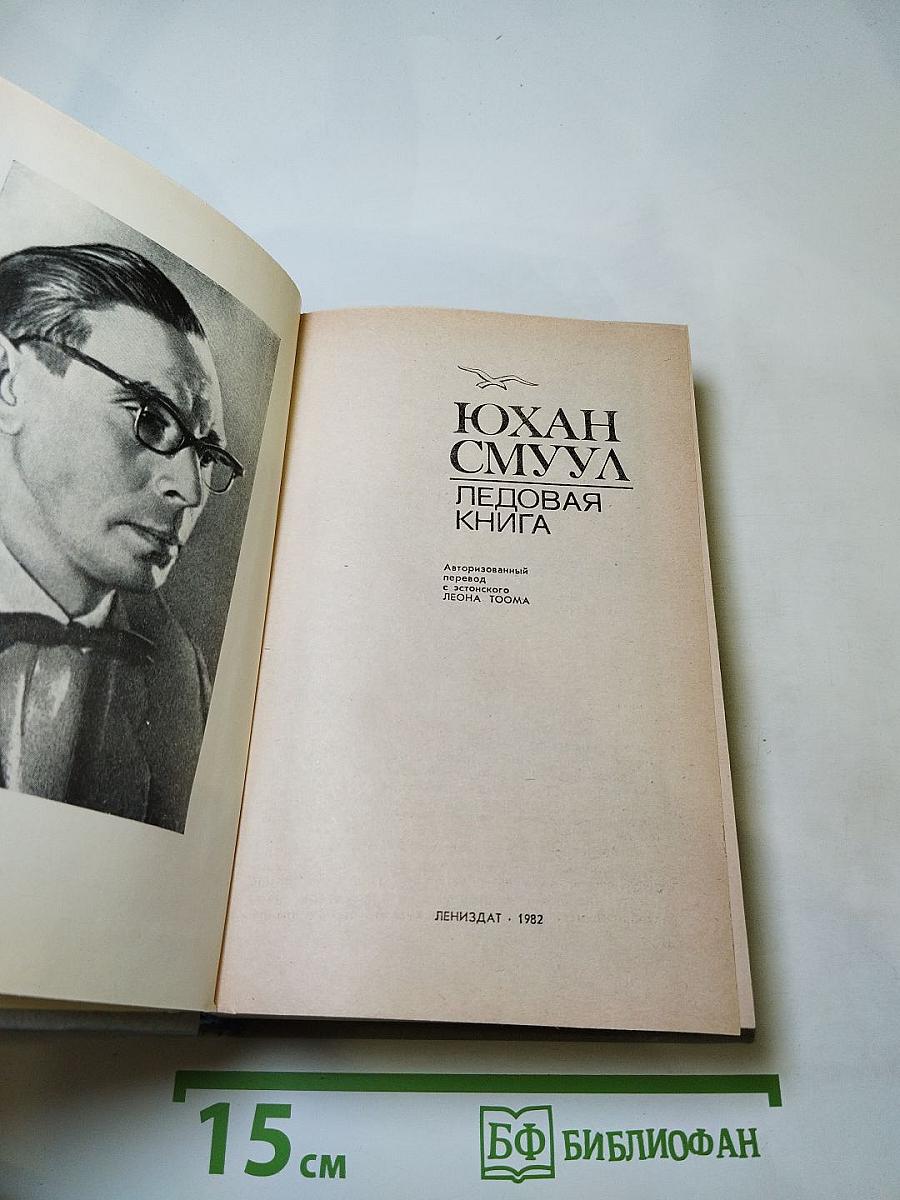 ЮХАН
СМУУЛ
ЛЕДОВАЯ
КНИГА
Авторизованный
перевод
с эстонского
ЛЕОНА ТООМА
ЛЕНИЗДАТ · 1982
15 см
БФ БИБЛИОФАН